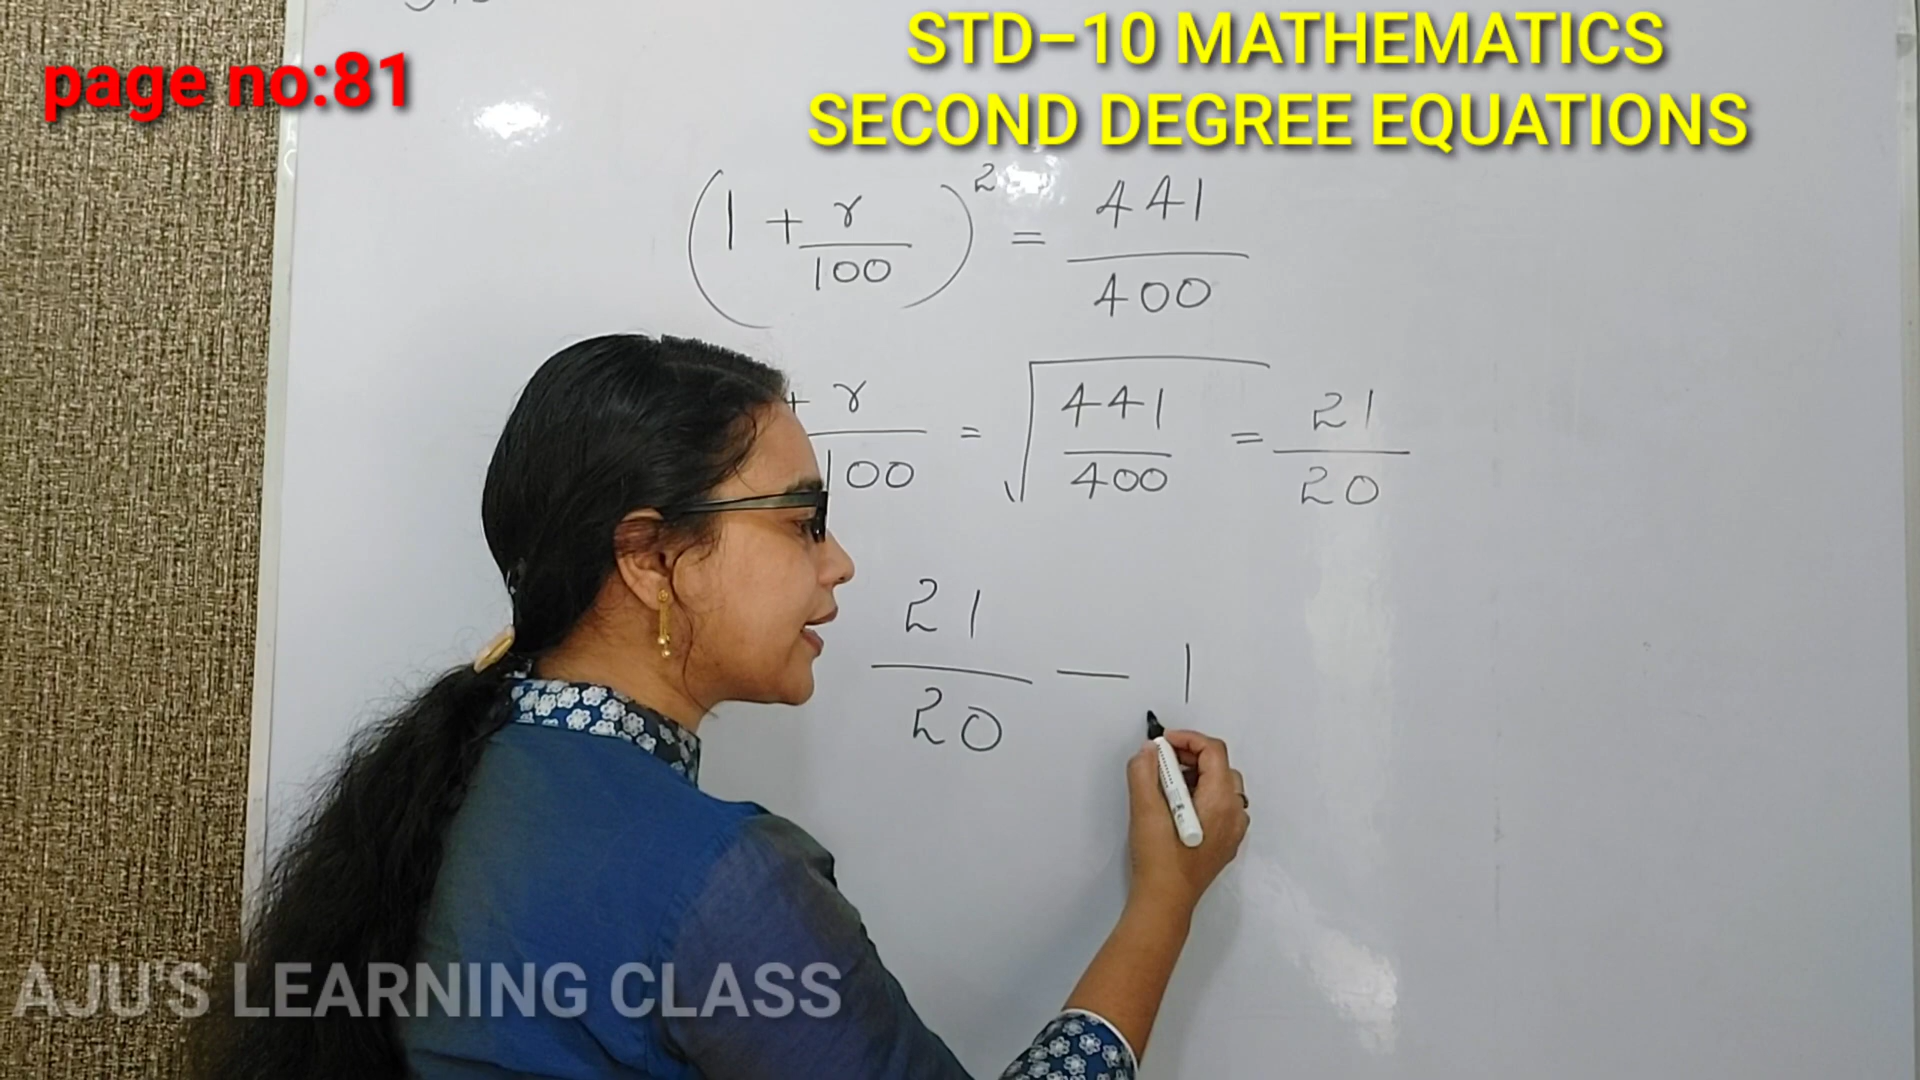 page no:81
STD-10 MATHEMATICS
SECOND DEGREE EQUATIONS
(1 + r/100)² = 441/400
+ r/100 = √(441/400) = 21/20
21/20 — 1
AJU'S LEARNING CLASS